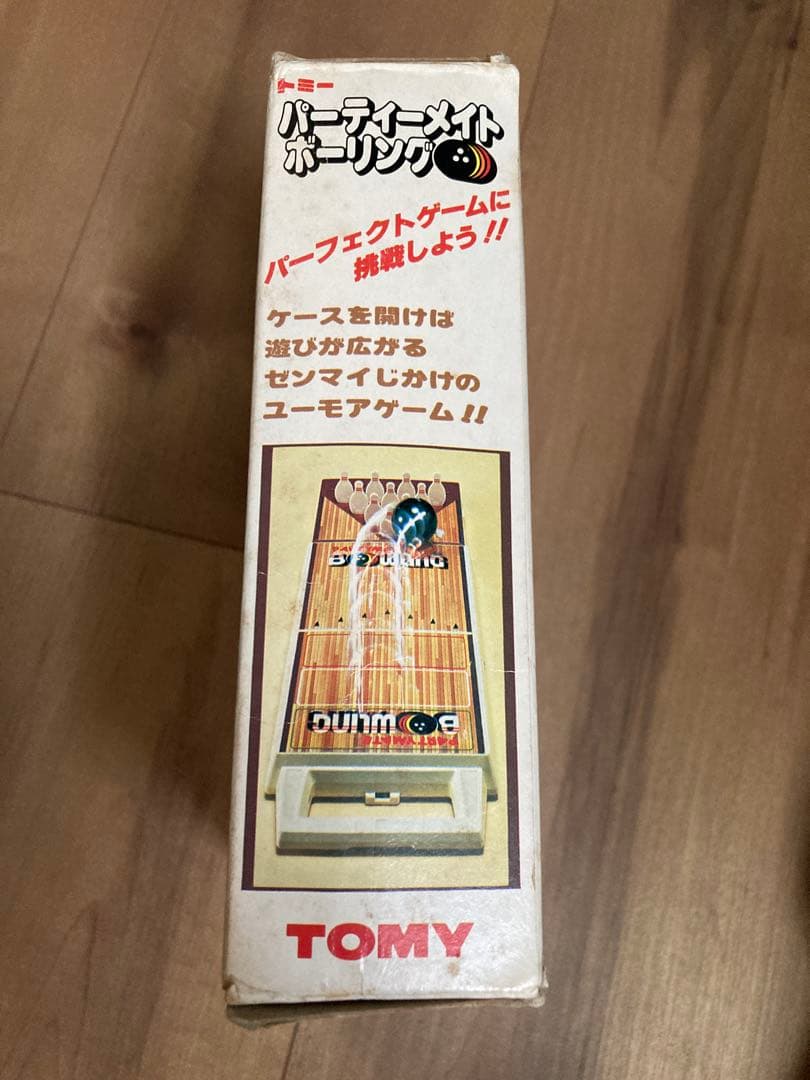 トミー
パーティーメイト
ボーリング
パーフェクトゲームに
挑戦しよう!!
ケースを開けば
遊びが広がる
ゼンマイじかけの
ユーモアゲーム!!
BOWLING
PARTYMATE
BOWLING
TOMY